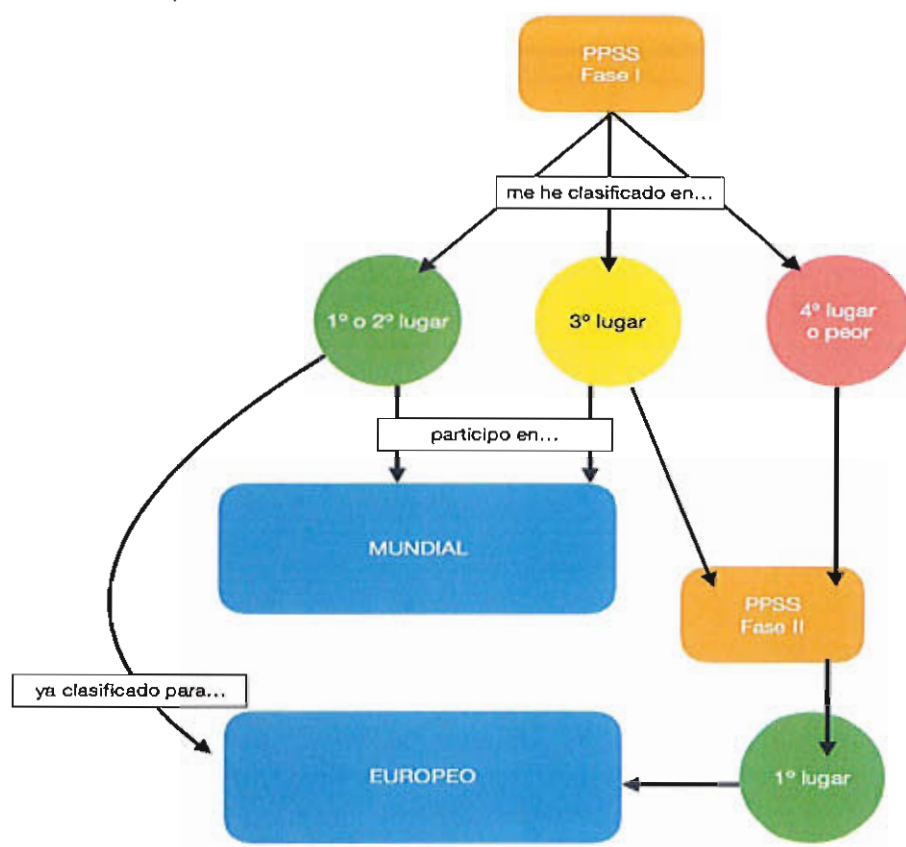 PPSS
Fase I
me he clasificado en...
1º o 2º lugar
3º lugar
4º lugar
o peor
participo en...
MUNDIAL
PPSS
Fase II
ya clasificado para...
EUROPEO
1º lugar